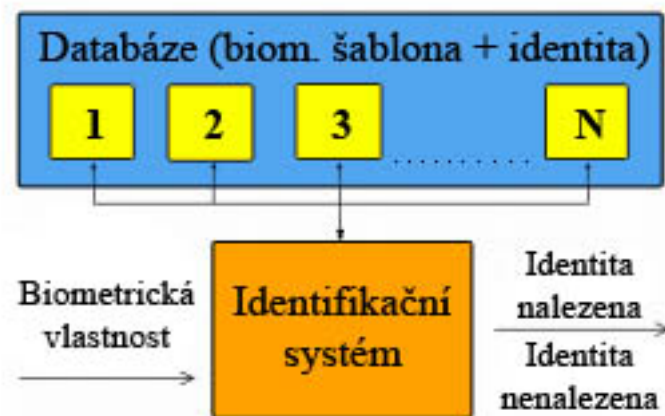 Databáze (biom. šablona + identita)
1 2 3 ............. N
Biometrická
vlastnost
Identifikační
systém
Identita
nalezena
Identita
nenalezena